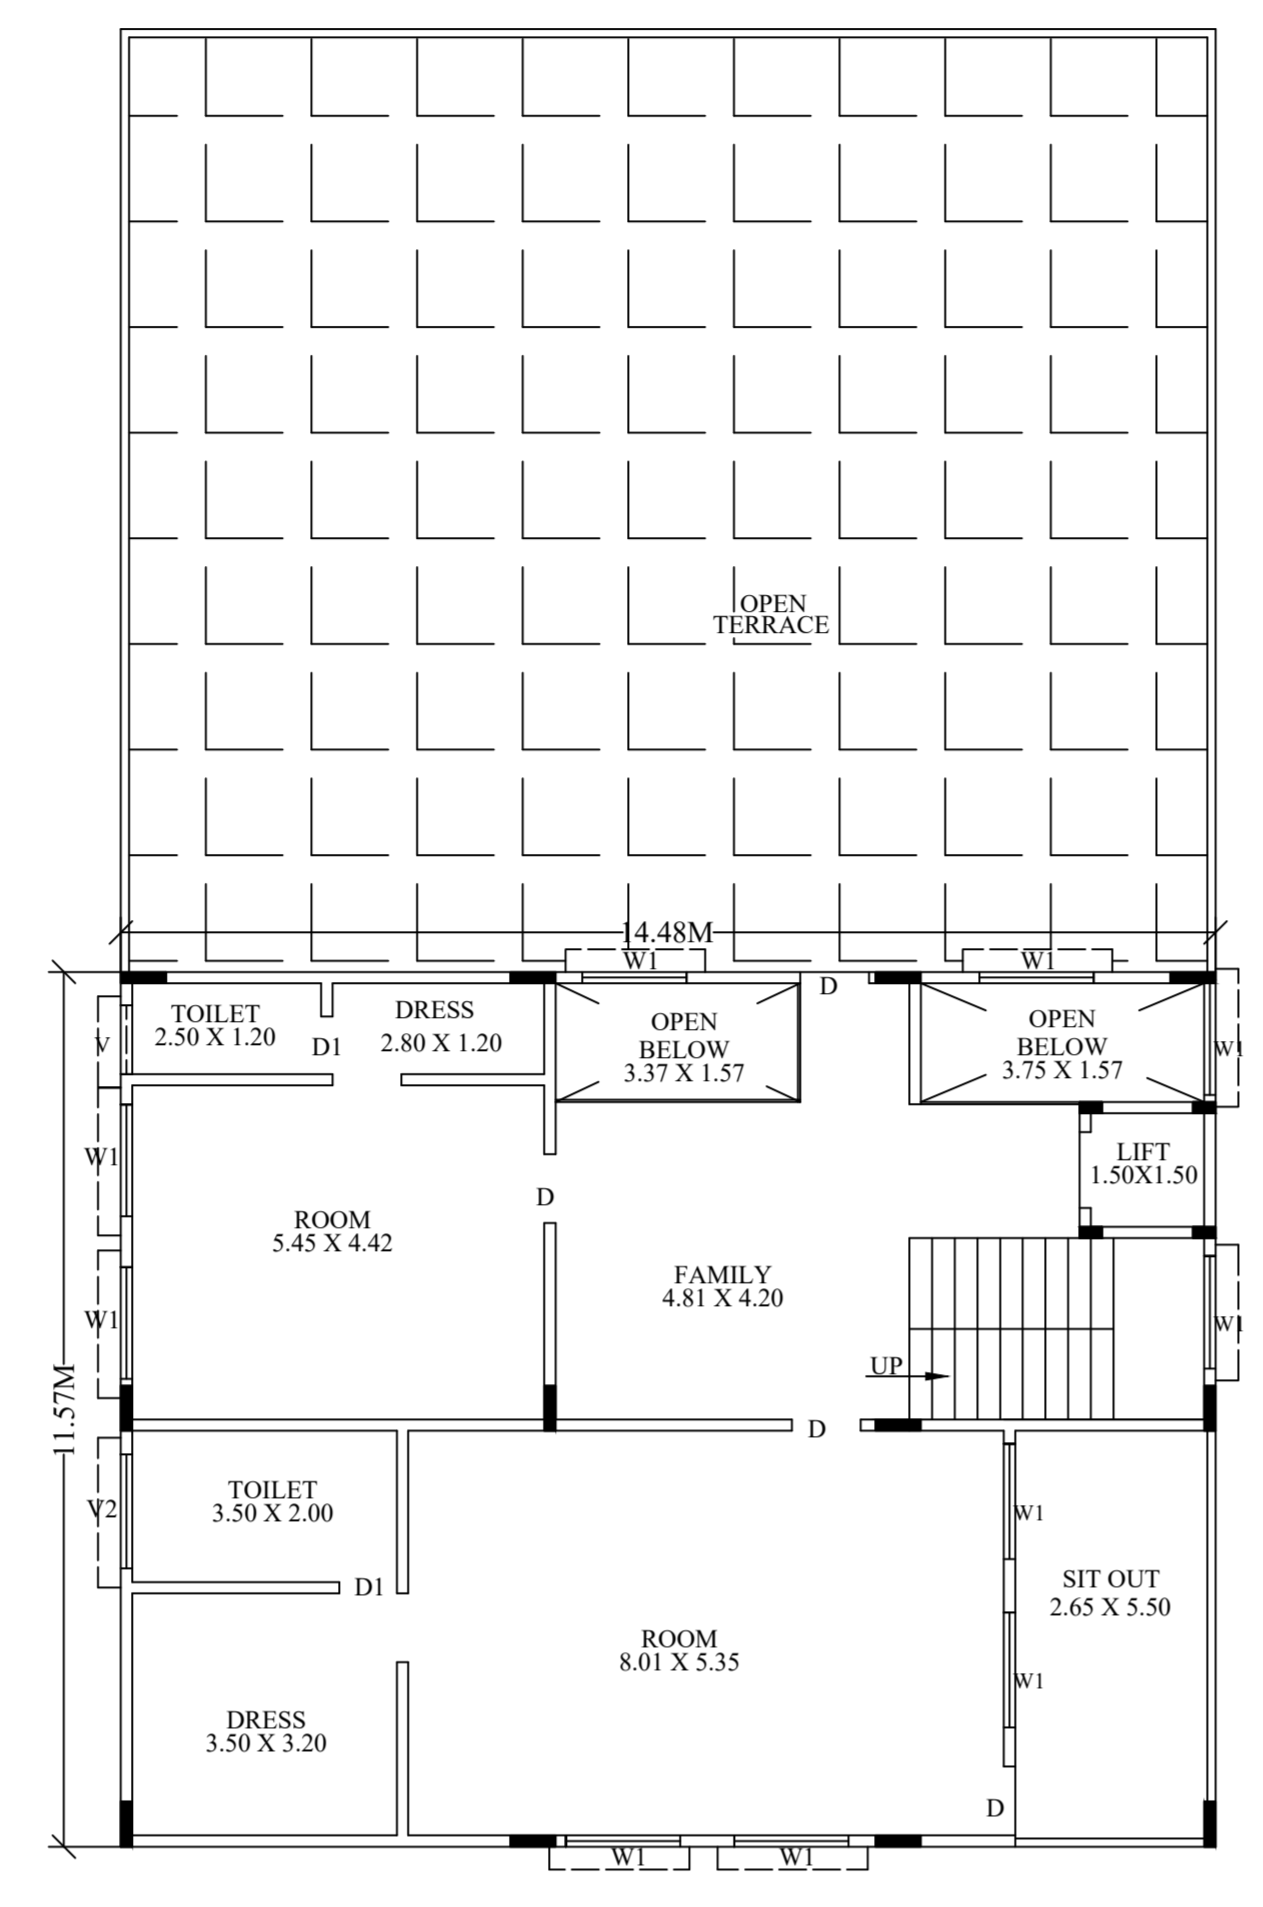 OPEN
TERRACE
14.48M
W1
W1
D
TOILET
2.50 X 1.20
D1
DRESS
2.80 X 1.20
OPEN
BELOW
3.37 X 1.57
OPEN
BELOW
3.75 X 1.57
V
W1
W1
LIFT
1.50X1.50
D
ROOM
5.45 X 4.42
FAMILY
4.81 X 4.20
W1
W1
UP
11.57M
D
TOILET
3.50 X 2.00
V2
W1
D1
SIT OUT
2.65 X 5.50
ROOM
8.01 X 5.35
W1
DRESS
3.50 X 3.20
D
W1
W1